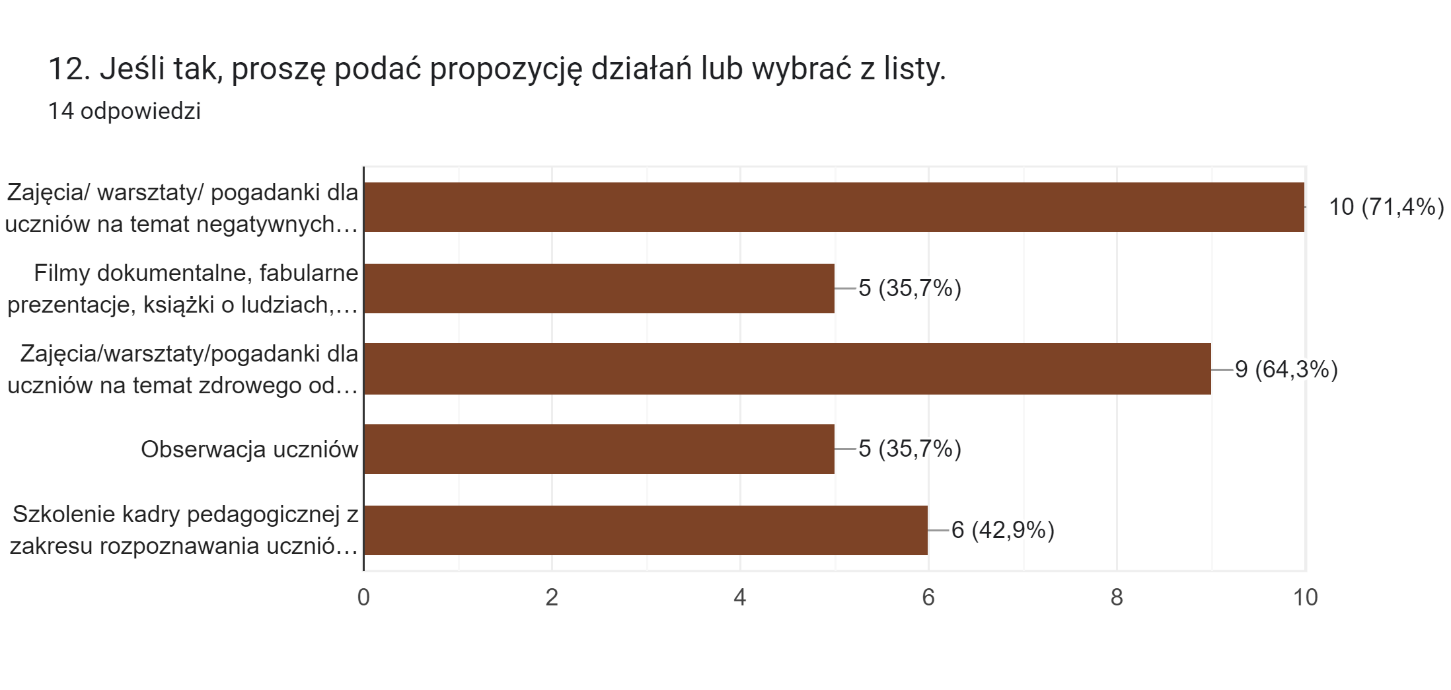 12. Jeśli tak, proszę podać propozycję działań lub wybrać z listy.
14 odpowiedzi
Zajęcia/ warsztaty/ pogadanki dla
uczniów na temat negatywnych…
10 (71,4%)
Filmy dokumentalne, fabularne
prezentacje, książki o ludziach,…
5 (35,7%)
Zajęcia/warsztaty/pogadanki dla
uczniów na temat zdrowego od…
9 (64,3%)
Obserwacja uczniów
5 (35,7%)
Szkolenie kadry pedagogicznej z
zakresu rozpoznawania ucznió…
6 (42,9%)
0 2 4 6 8 10